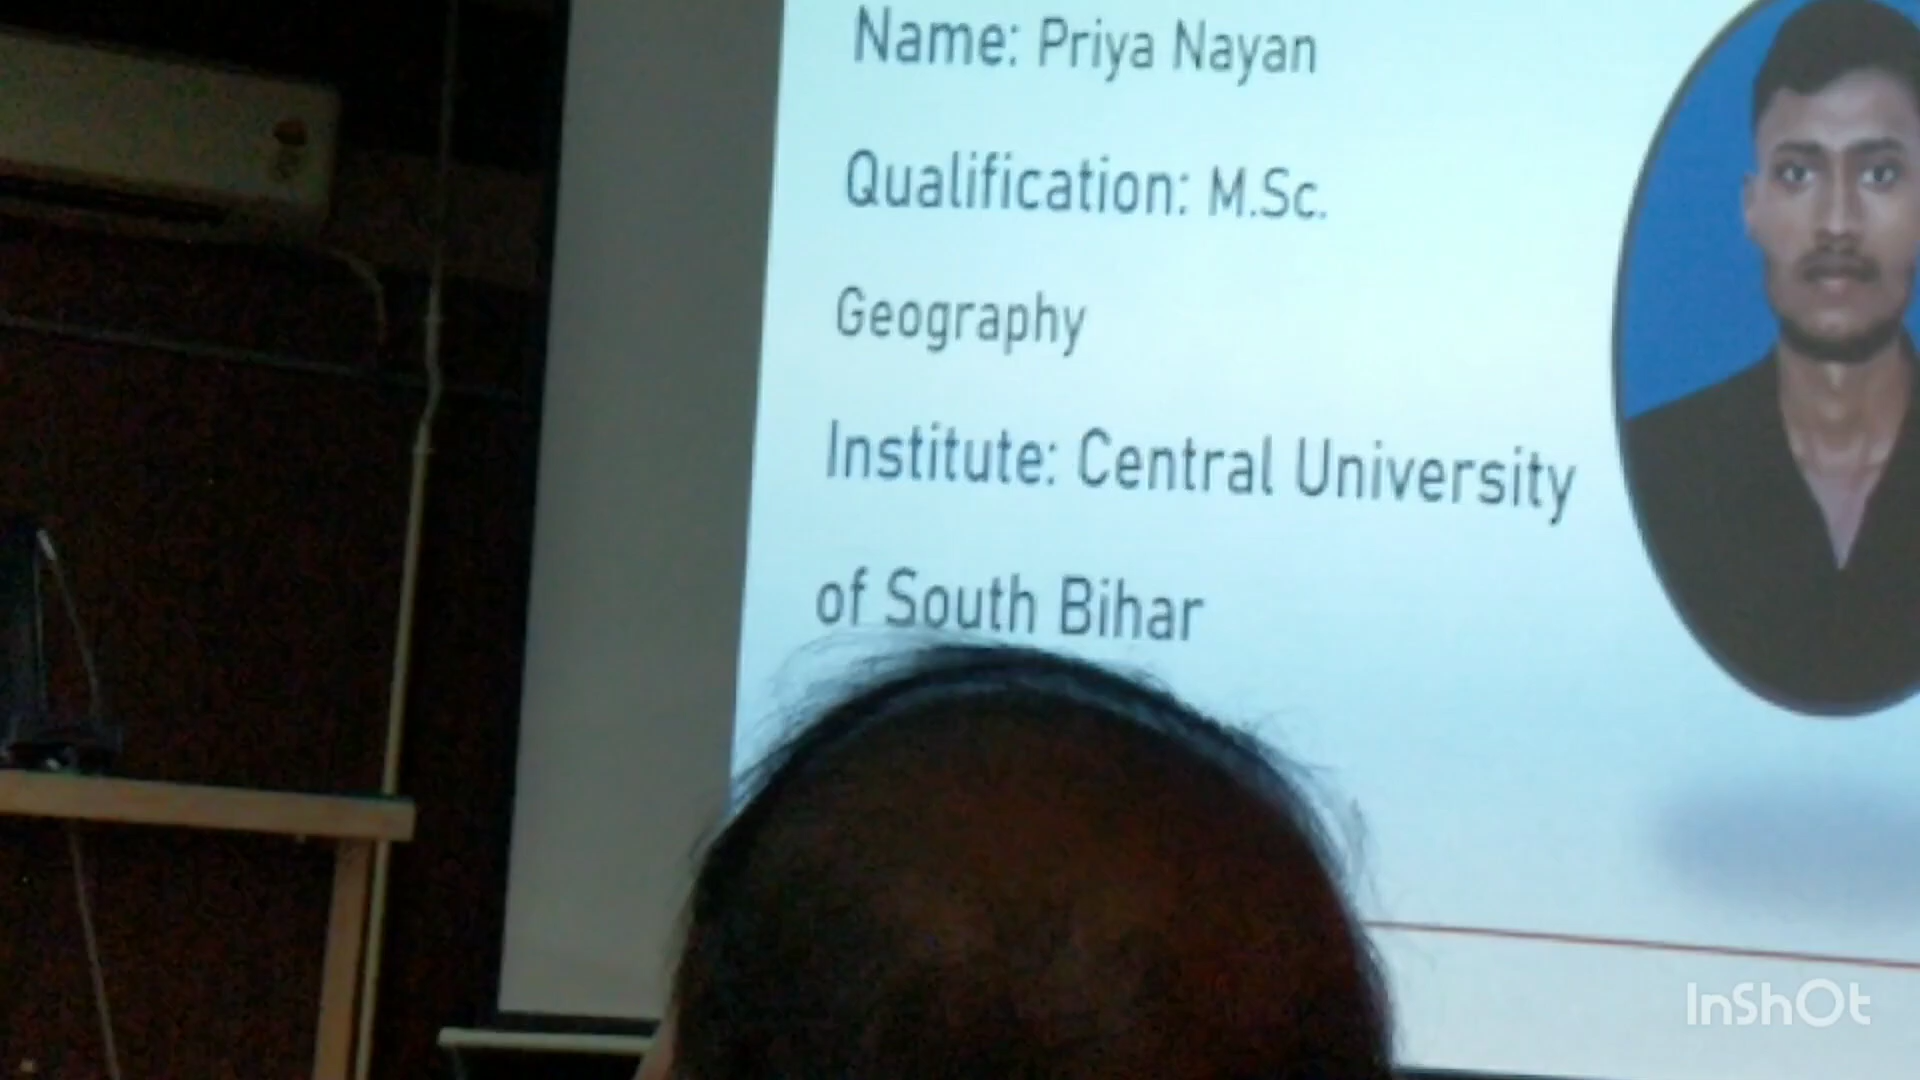 Name: Priya Nayan
Qualification: M.Sc.
Geography
Institute: Central University
of South Bihar
InShOt